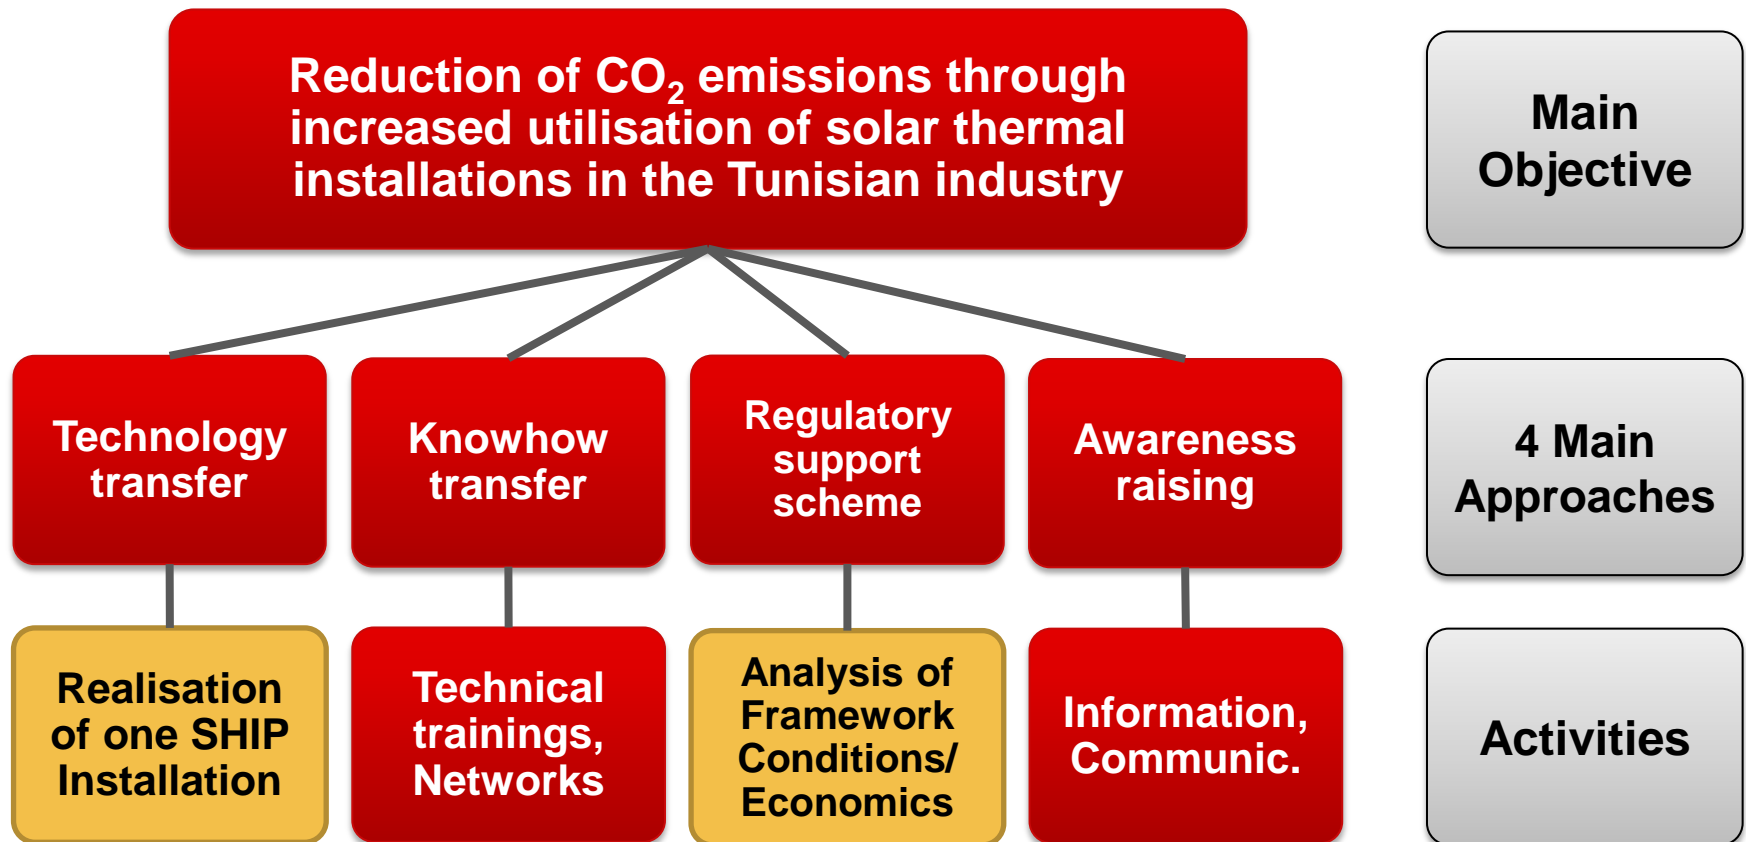 Reduction of CO₂ emissions through
increased utilisation of solar thermal
installations in the Tunisian industry
Main
Objective
Technology
transfer
Knowhow
transfer
Regulatory
support
scheme
Awareness
raising
4 Main
Approaches
Realisation
of one SHIP
Installation
Technical
trainings,
Networks
Analysis of
Framework
Conditions/
Economics
Information,
Communic.
Activities